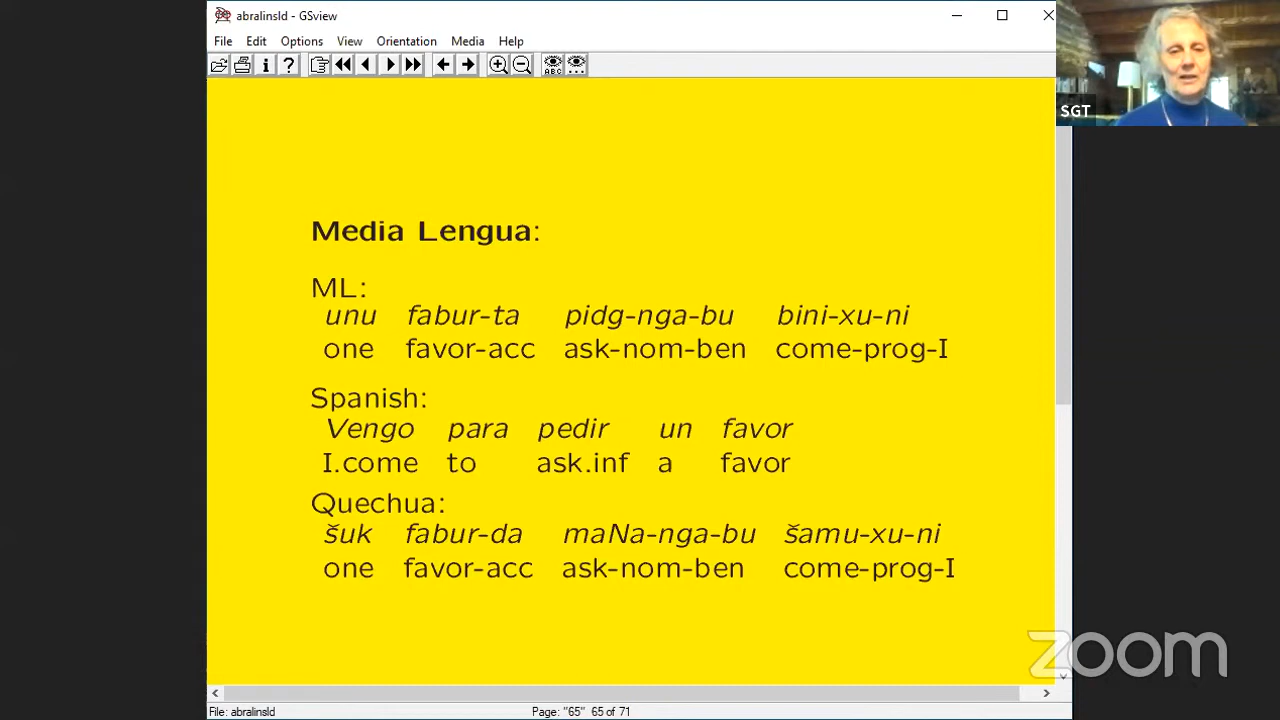 abralinsld - GSview
File Edit Options View Orientation Media Help
ABC
SGT
Media Lengua:
ML:
unu fabur-ta pidg-nga-bu bini-xu-ni
one favor-acc ask-nom-ben come-prog-I
Spanish:
Vengo para pedir un favor
I.come to ask.inf a favor
Quechua:
šuk fabur-da maNa-nga-bu šamu-xu-ni
one favor-acc ask-nom-ben come-prog-I
zoom
File: abralinsld Page: "65" 65 of 71